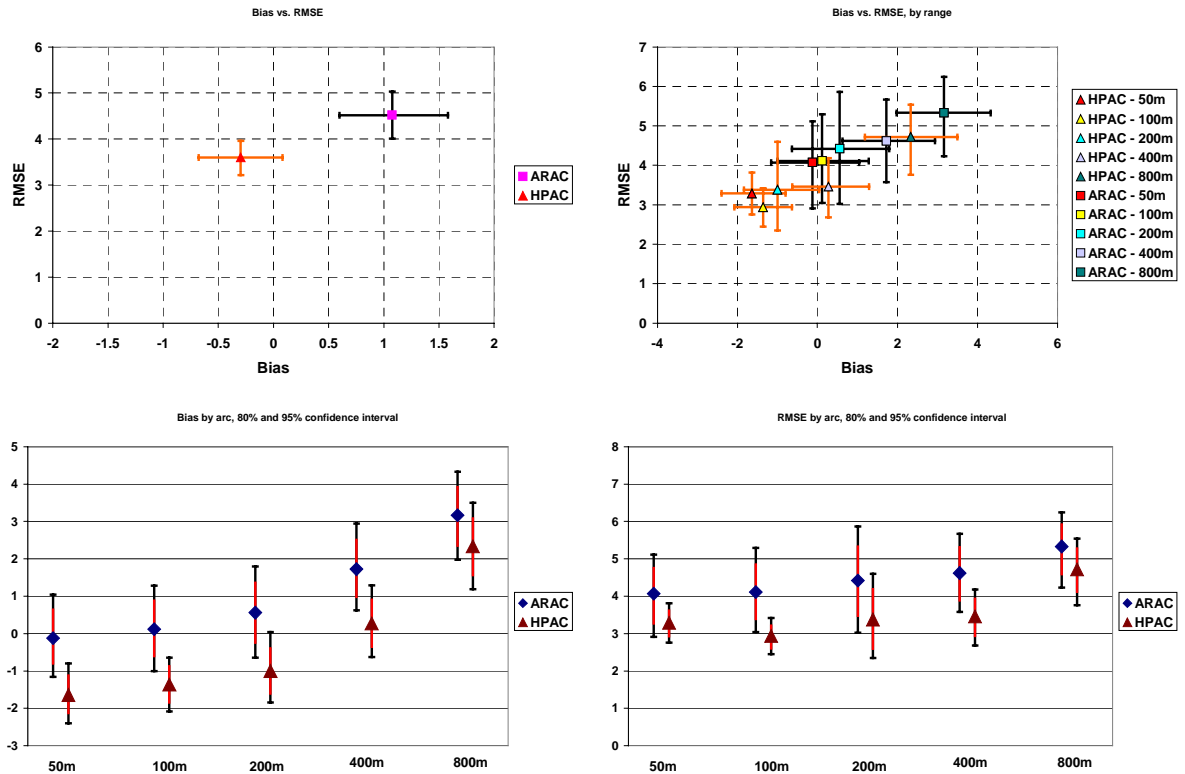 Bias vs. RMSE
6
5
4
3
2
1
0
RMSE
-2 -1.5 -1 -0.5 0 0.5 1 1.5 2
Bias
ARAC
HPAC
Bias vs. RMSE, by range
7
6
5
4
3
2
1
0
RMSE
-4 -2 0 2 4 6
Bias
HPAC - 50m
HPAC - 100m
HPAC - 200m
HPAC - 400m
HPAC - 800m
ARAC - 50m
ARAC - 100m
ARAC - 200m
ARAC - 400m
ARAC - 800m
Bias by arc, 80% and 95% confidence interval
5
4
3
2
1
0
-1
-2
-3
50m 100m 200m 400m 800m
ARAC
HPAC
RMSE by arc, 80% and 95% confidence interval
8
7
6
5
4
3
2
1
0
50m 100m 200m 400m 800m
ARAC
HPAC